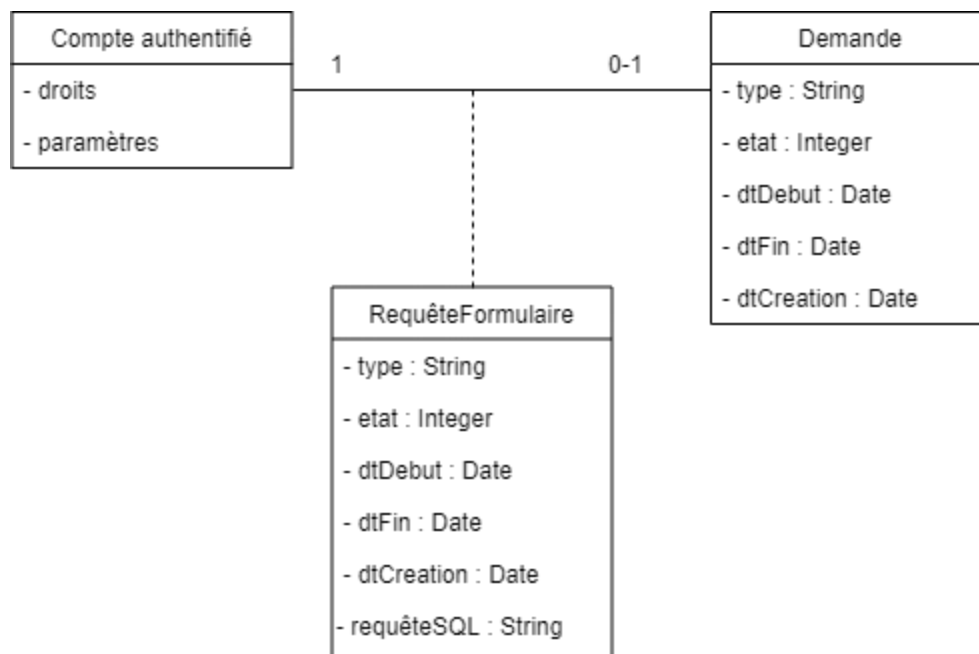 Compte authentifié
- droits
- paramètres
1
0-1
Demande
- type : String
- etat : Integer
- dtDebut : Date
- dtFin : Date
- dtCreation : Date
RequêteFormulaire
- type : String
- etat : Integer
- dtDebut : Date
- dtFin : Date
- dtCreation : Date
- requêteSQL : String